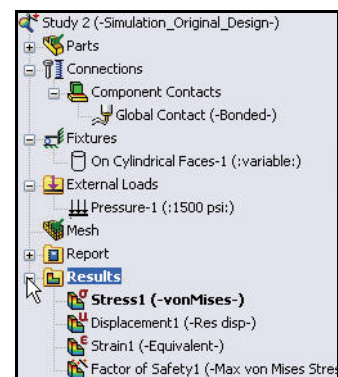 Study 2 (-Simulation_Original_Design-)
Parts
Connections
Component Contacts
Global Contact (-Bonded-)
Fixtures
On Cylindrical Faces-1 (:variable:)
External Loads
Pressure-1 (:1500 psi:)
Mesh
Report
Results
Stress1 (-vonMises-)
Displacement1 (-Res disp-)
Strain1 (-Equivalent-)
Factor of Safety1 (-Max von Mises Stres